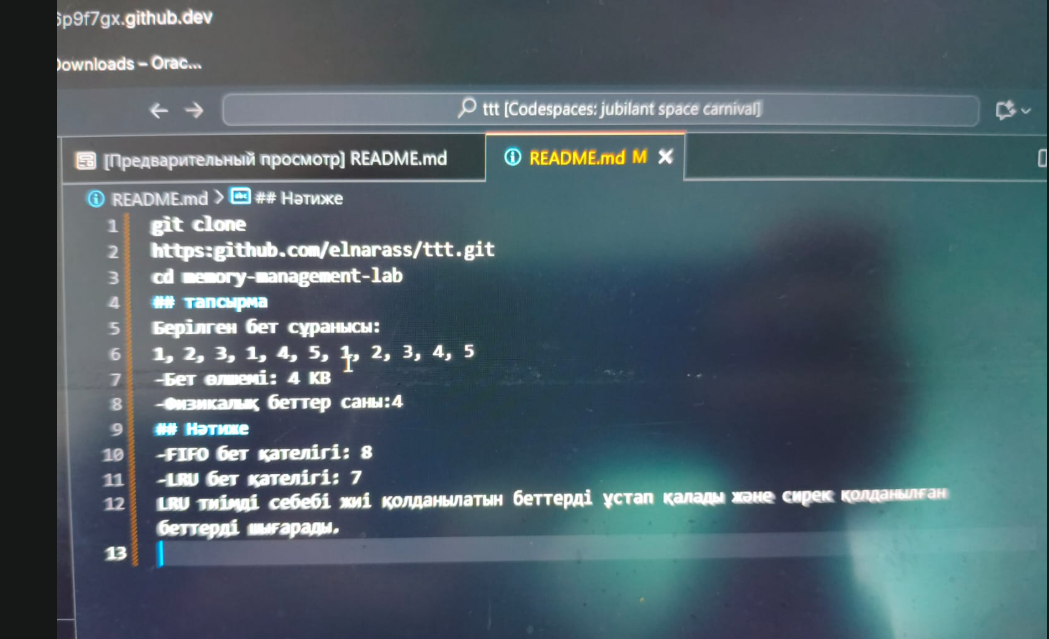 6p9f7gx.github.dev
Downloads – Orac...
ttt [Codespaces: jubilant space carnival]
[Предварительный просмотр] README.md
README.md M
README.md > ## Нәтиже
1 git clone
2 https:github.com/elnarass/ttt.git
3 cd memory-management-lab
4 ## тапсырма
5 Берілген бет сұранысы:
6 1, 2, 3, 1, 4, 5, 1, 2, 3, 4, 5
7 -Бет өлшемі: 4 KB
8 -Физикалық беттер саны:4
9 ## Нәтиже
10 -FIFO бет қателігі: 8
11 -LRU бет қателігі: 7
12 LRU тиімді себебі жиі қолданылатын беттерді ұстап қалады және сирек қолданылған
беттерді шығарады.
13